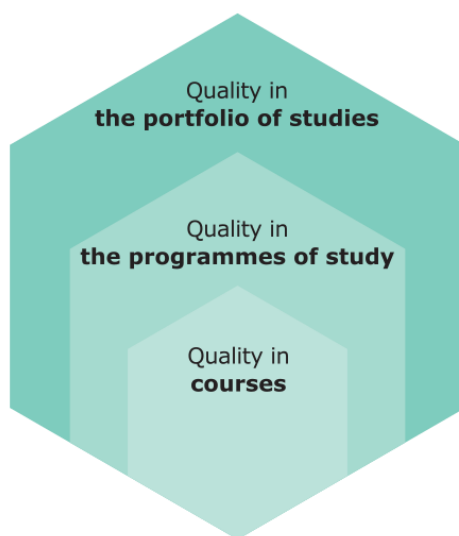 Quality in
the portfolio of studies
Quality in
the programmes of study
Quality in
courses